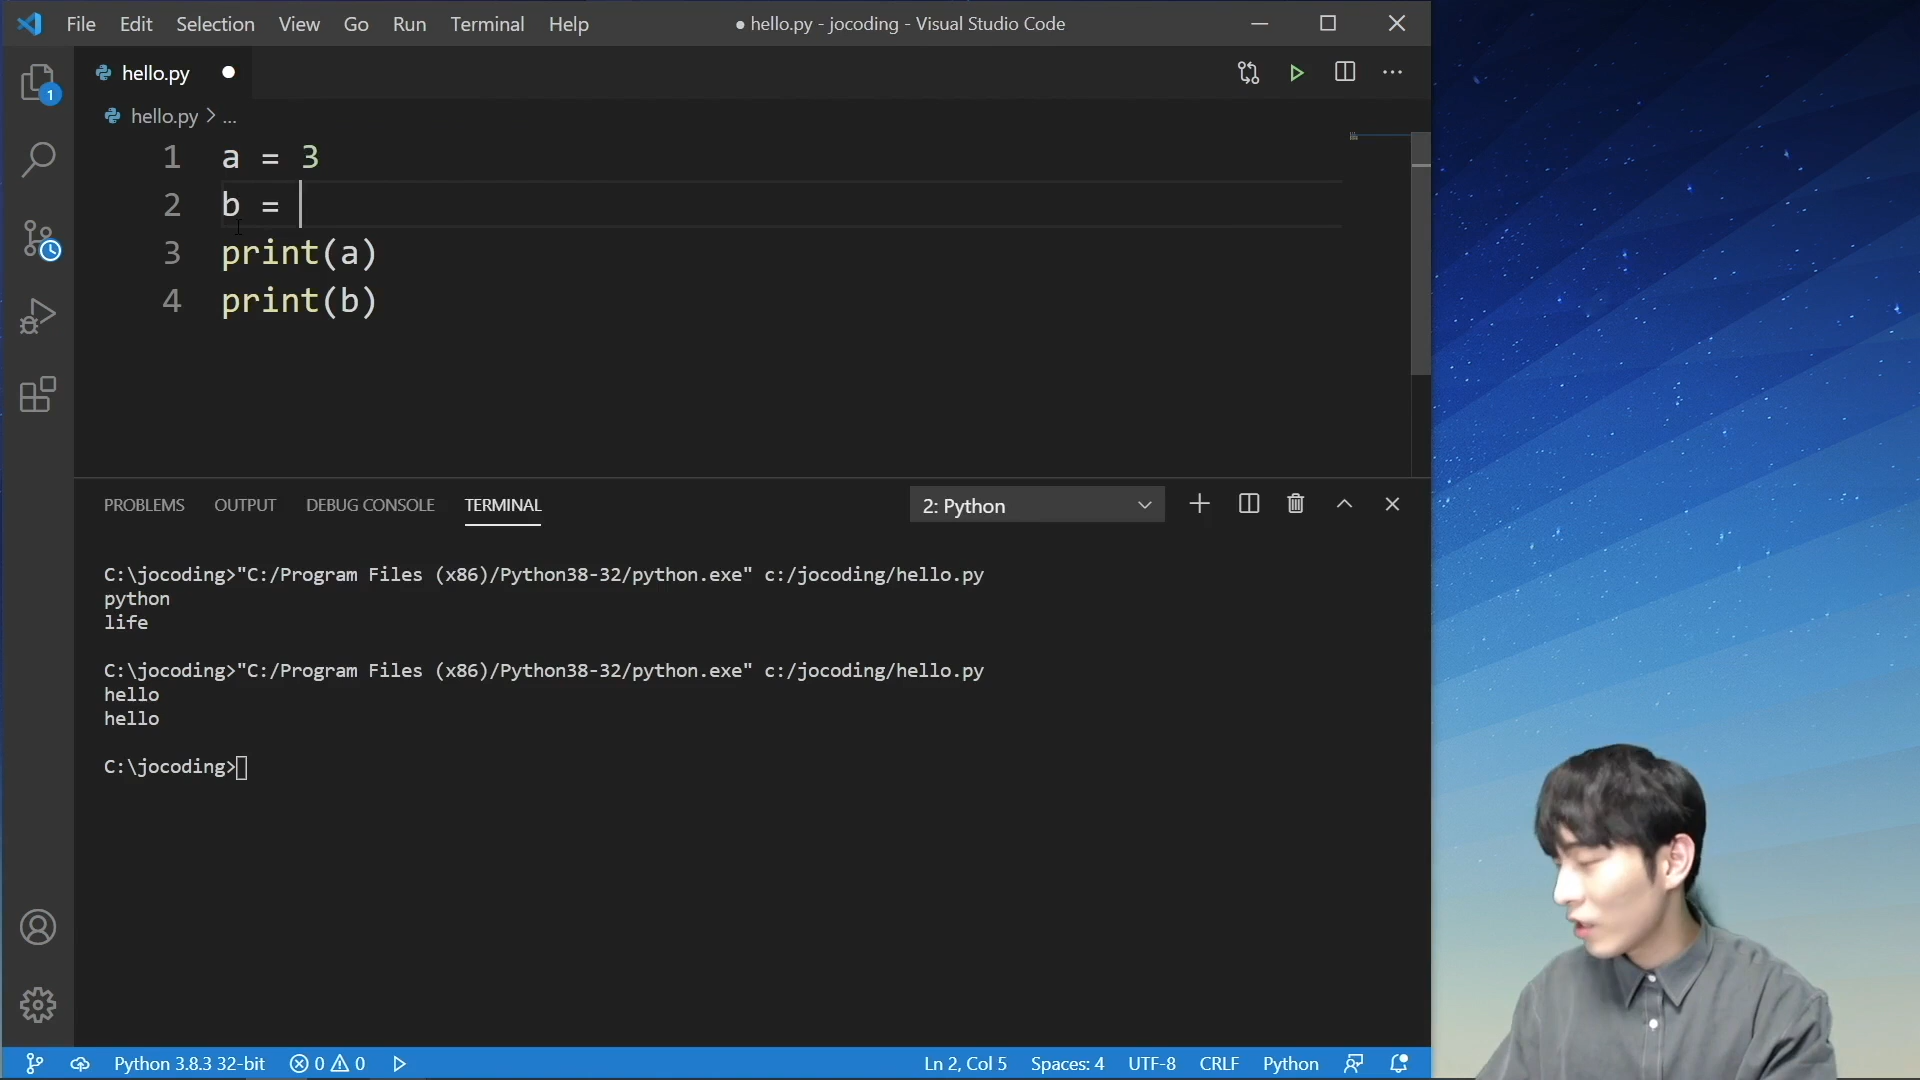 File Edit Selection View Go Run Terminal Help ● hello.py - jocoding - Visual Studio Code
hello.py
1
hello.py > ...
1 a = 3
2 b =
3 print(a)
4 print(b)
PROBLEMS OUTPUT DEBUG CONSOLE TERMINAL 2: Python
C:\jocoding>"C:/Program Files (x86)/Python38-32/python.exe" c:/jocoding/hello.py
python
life
C:\jocoding>"C:/Program Files (x86)/Python38-32/python.exe" c:/jocoding/hello.py
hello
hello
C:\jocoding>
Python 3.8.3 32-bit 0 0 Ln 2, Col 5 Spaces: 4 UTF-8 CRLF Python